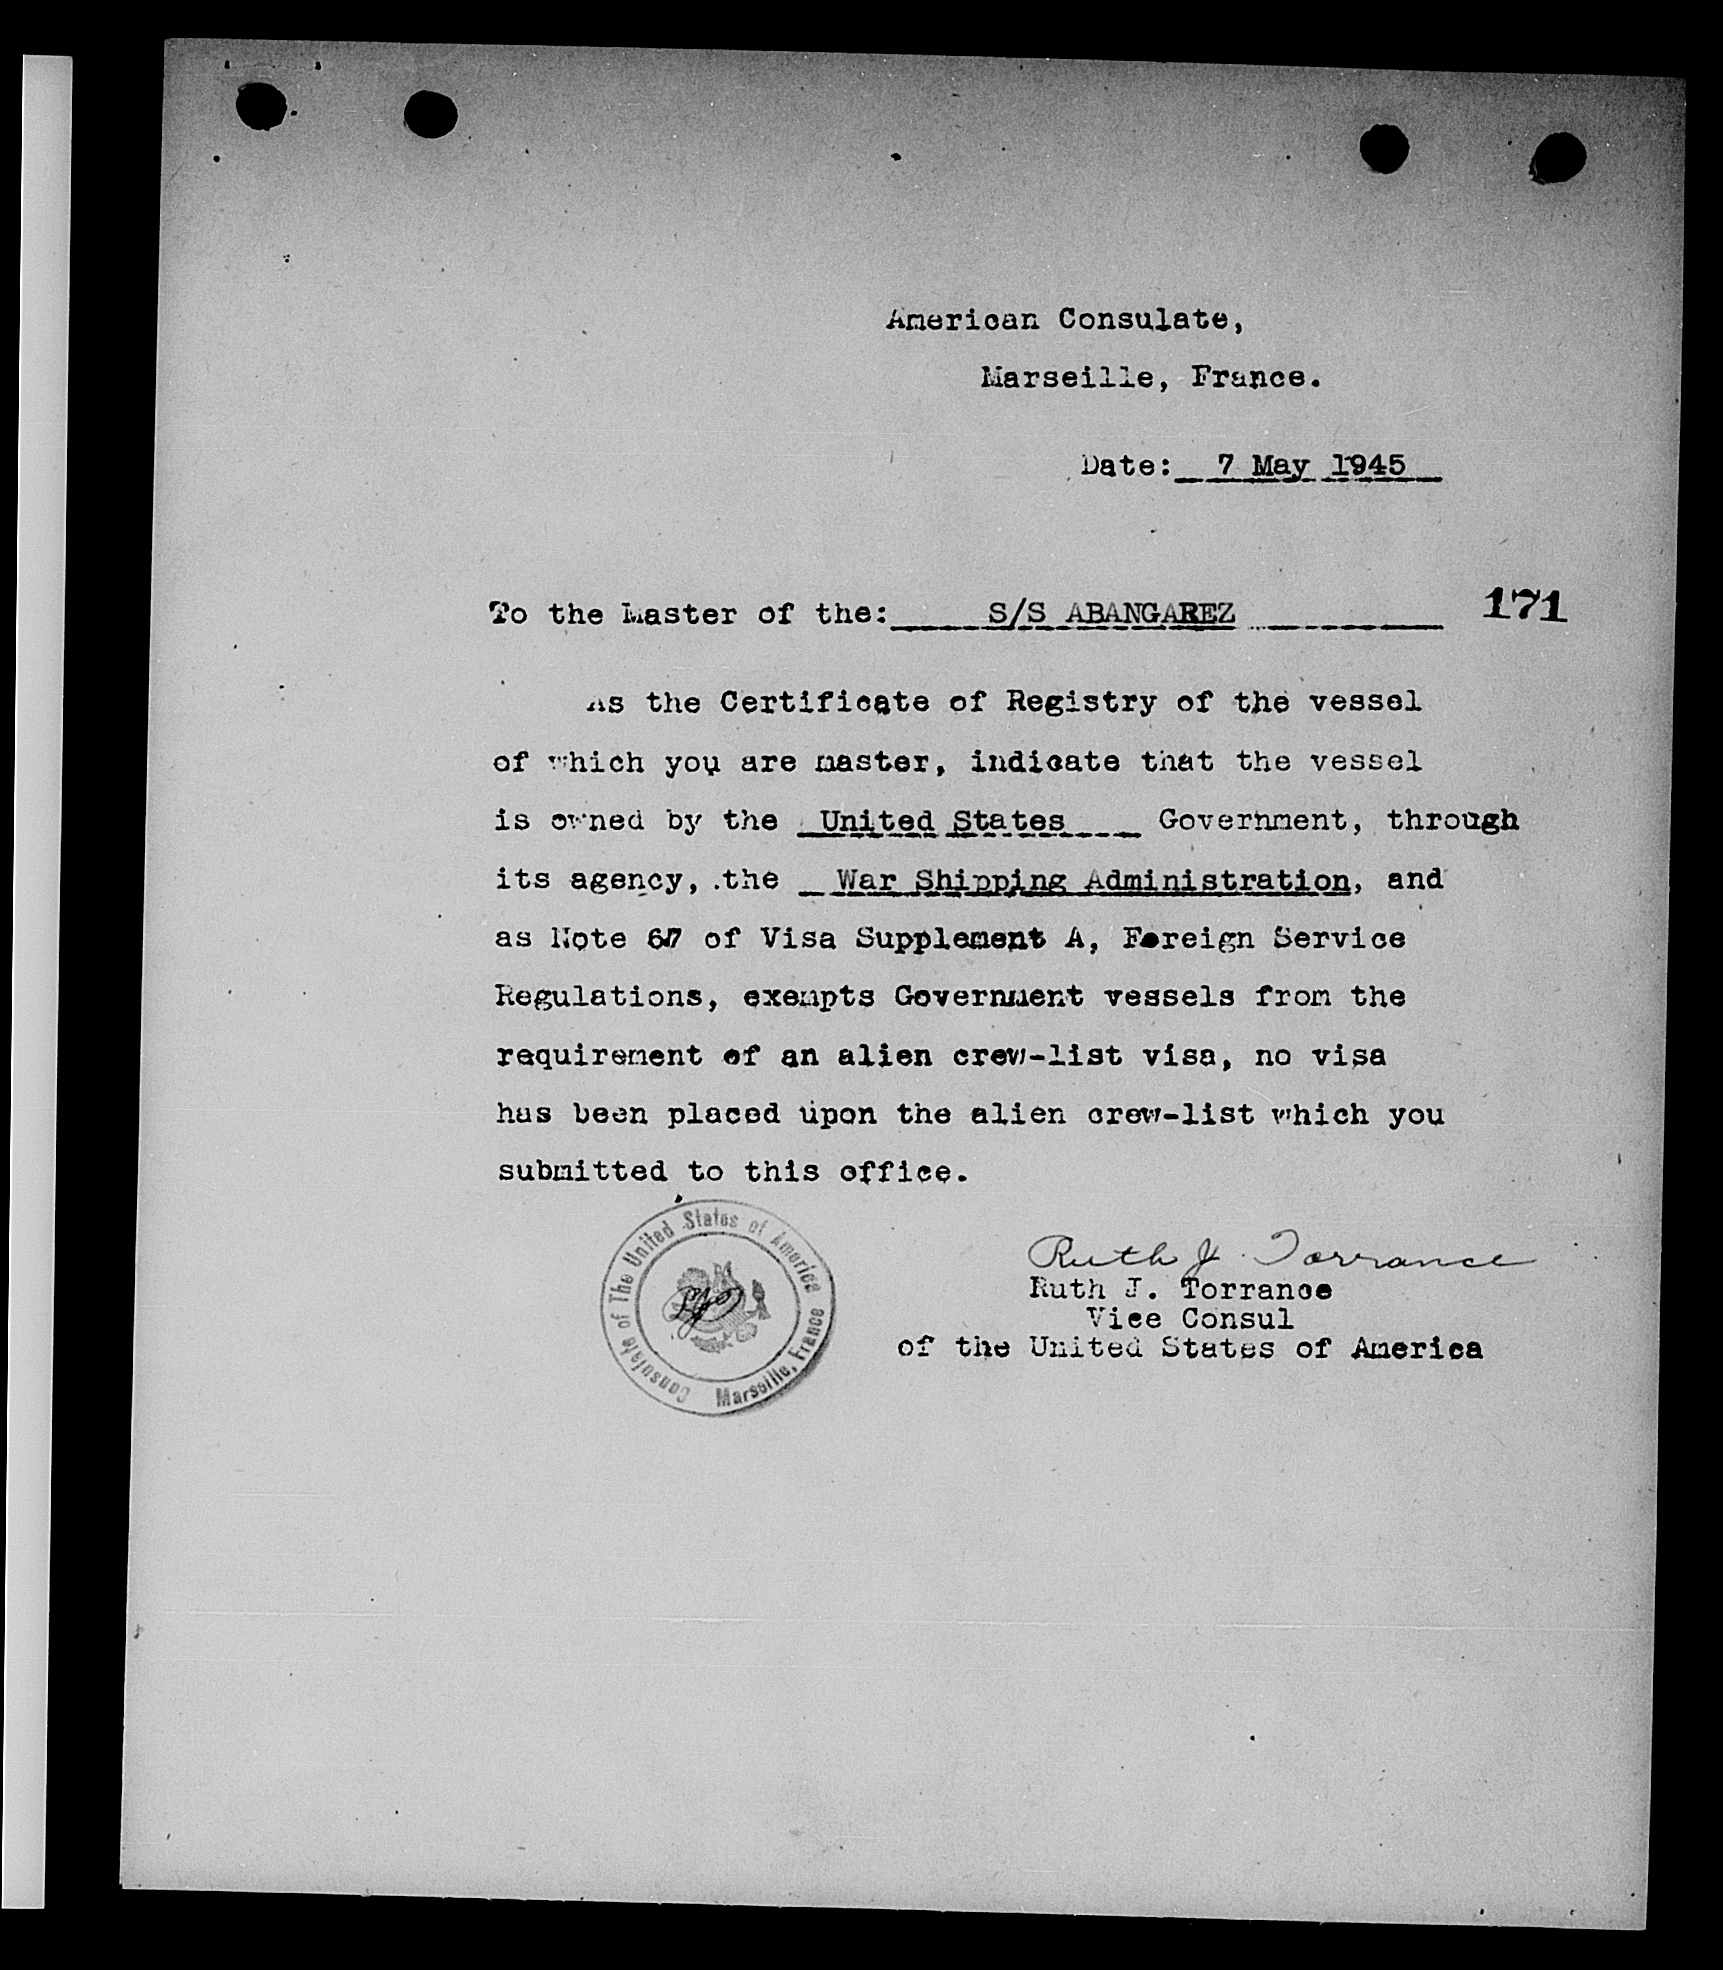 American Consulate,
Marseille, France.
Date: 7 May 1945
To the Master of the: S/S ABANGAREZ 171
As the Certificate of Registry of the vessel
of which you are master, indicate that the vessel
is owned by the United States Government, through
its agency, the War Shipping Administration, and
as Note 67 of Visa Supplement A, Foreign Service
Regulations, exempts Government vessels from the
requirement of an alien crew-list visa, no visa
has been placed upon the alien crew-list which you
submitted to this office.
Consulate of The United States of America
Marseille, France
Ruth J. Torrance
Ruth J. Torrance
Vice Consul
of the United States of America